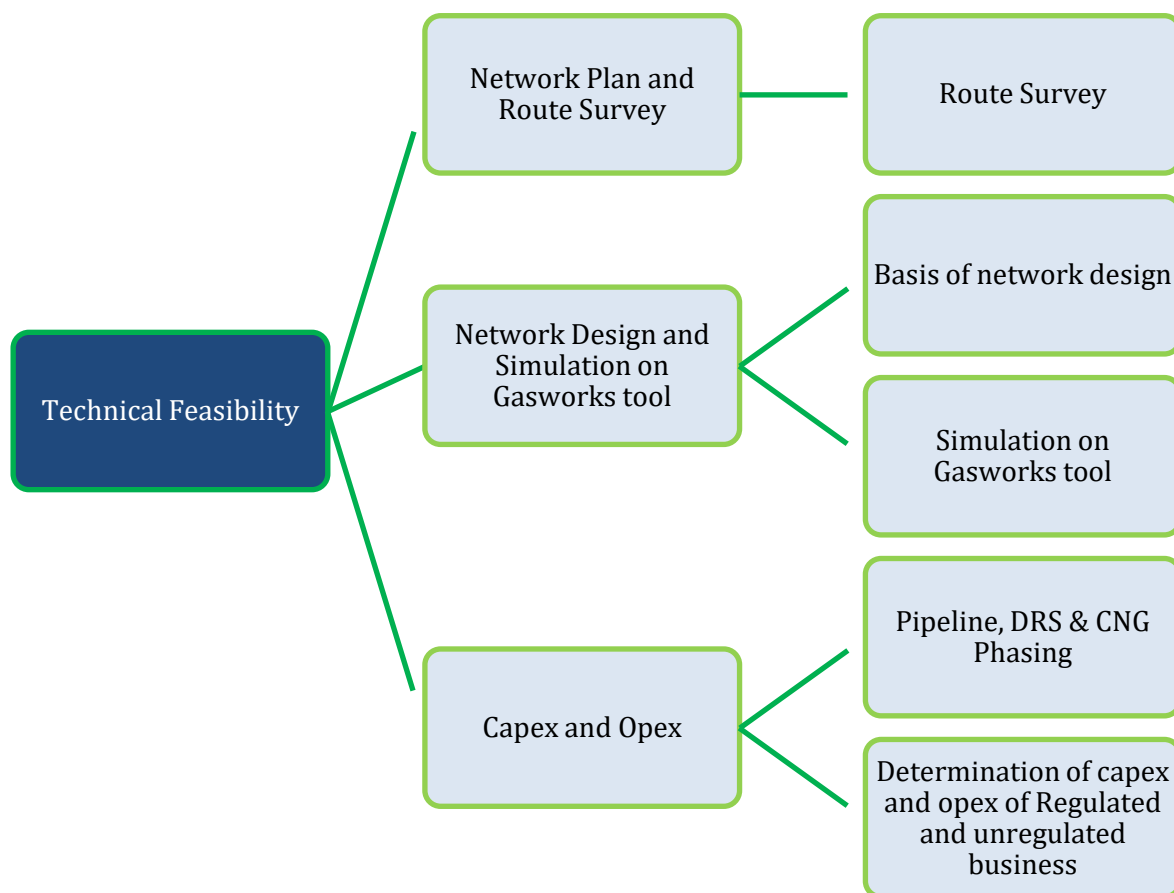 Technical Feasibility
Network Plan and
Route Survey
Route Survey
Network Design and
Simulation on
Gasworks tool
Basis of network design
Simulation on
Gasworks tool
Capex and Opex
Pipeline, DRS & CNG
Phasing
Determination of capex
and opex of Regulated
and unregulated
business